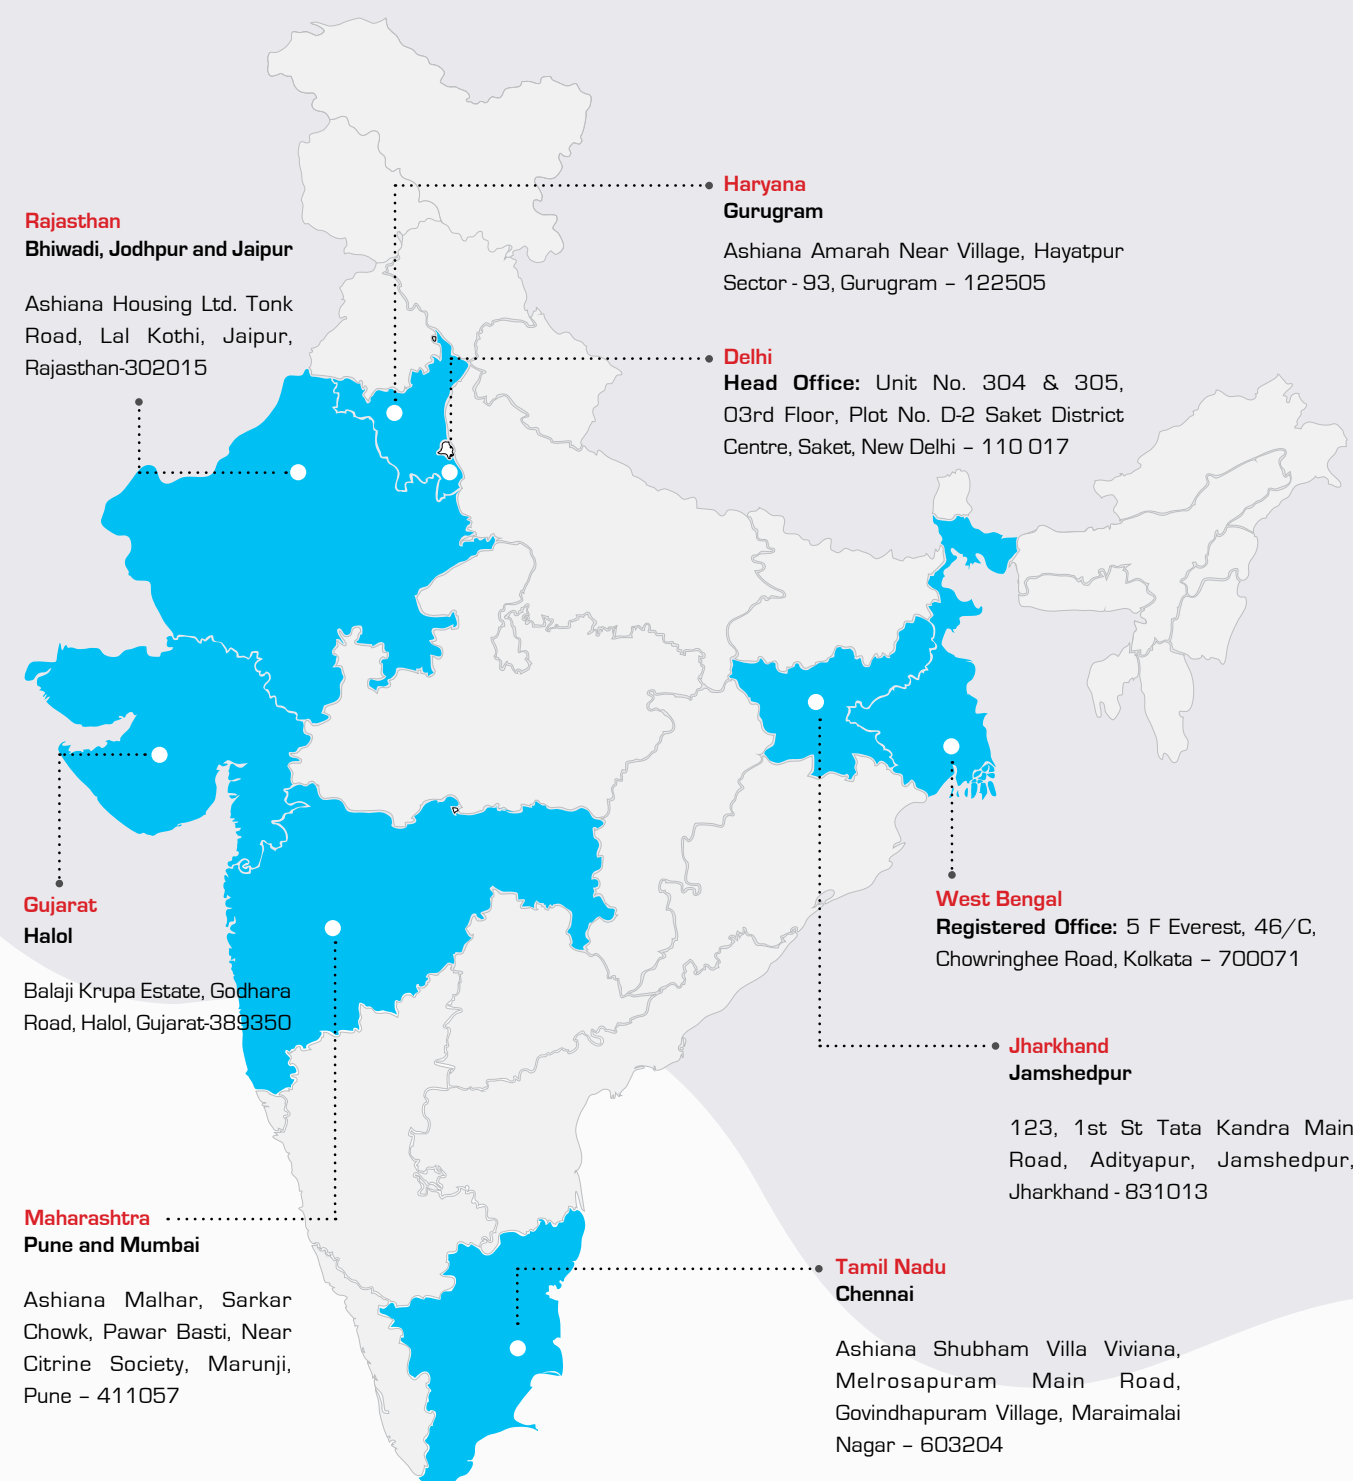 Rajasthan
Bhiwadi, Jodhpur and Jaipur
Ashiana Housing Ltd. Tonk
Road, Lal Kothi, Jaipur,
Rajasthan-302015
Haryana
Gurugram
Ashiana Amarah Near Village, Hayatpur
Sector - 93, Gurugram – 122505
Delhi
Head Office: Unit No. 304 & 305,
03rd Floor, Plot No. D-2 Saket District
Centre, Saket, New Delhi – 110 017
Gujarat
Halol
Balaji Krupa Estate, Godhara
Road, Halol, Gujarat-389350
West Bengal
Registered Office: 5 F Everest, 46/C,
Chowringhee Road, Kolkata – 700071
Jharkhand
Jamshedpur
123, 1st St Tata Kandra Main
Road, Adityapur, Jamshedpur,
Jharkhand - 831013
Maharashtra
Pune and Mumbai
Ashiana Malhar, Sarkar
Chowk, Pawar Basti, Near
Citrine Society, Marunji,
Pune – 411057
Tamil Nadu
Chennai
Ashiana Shubham Villa Viviana,
Melrosapuram Main Road,
Govindhapuram Village, Maraimalai
Nagar – 603204